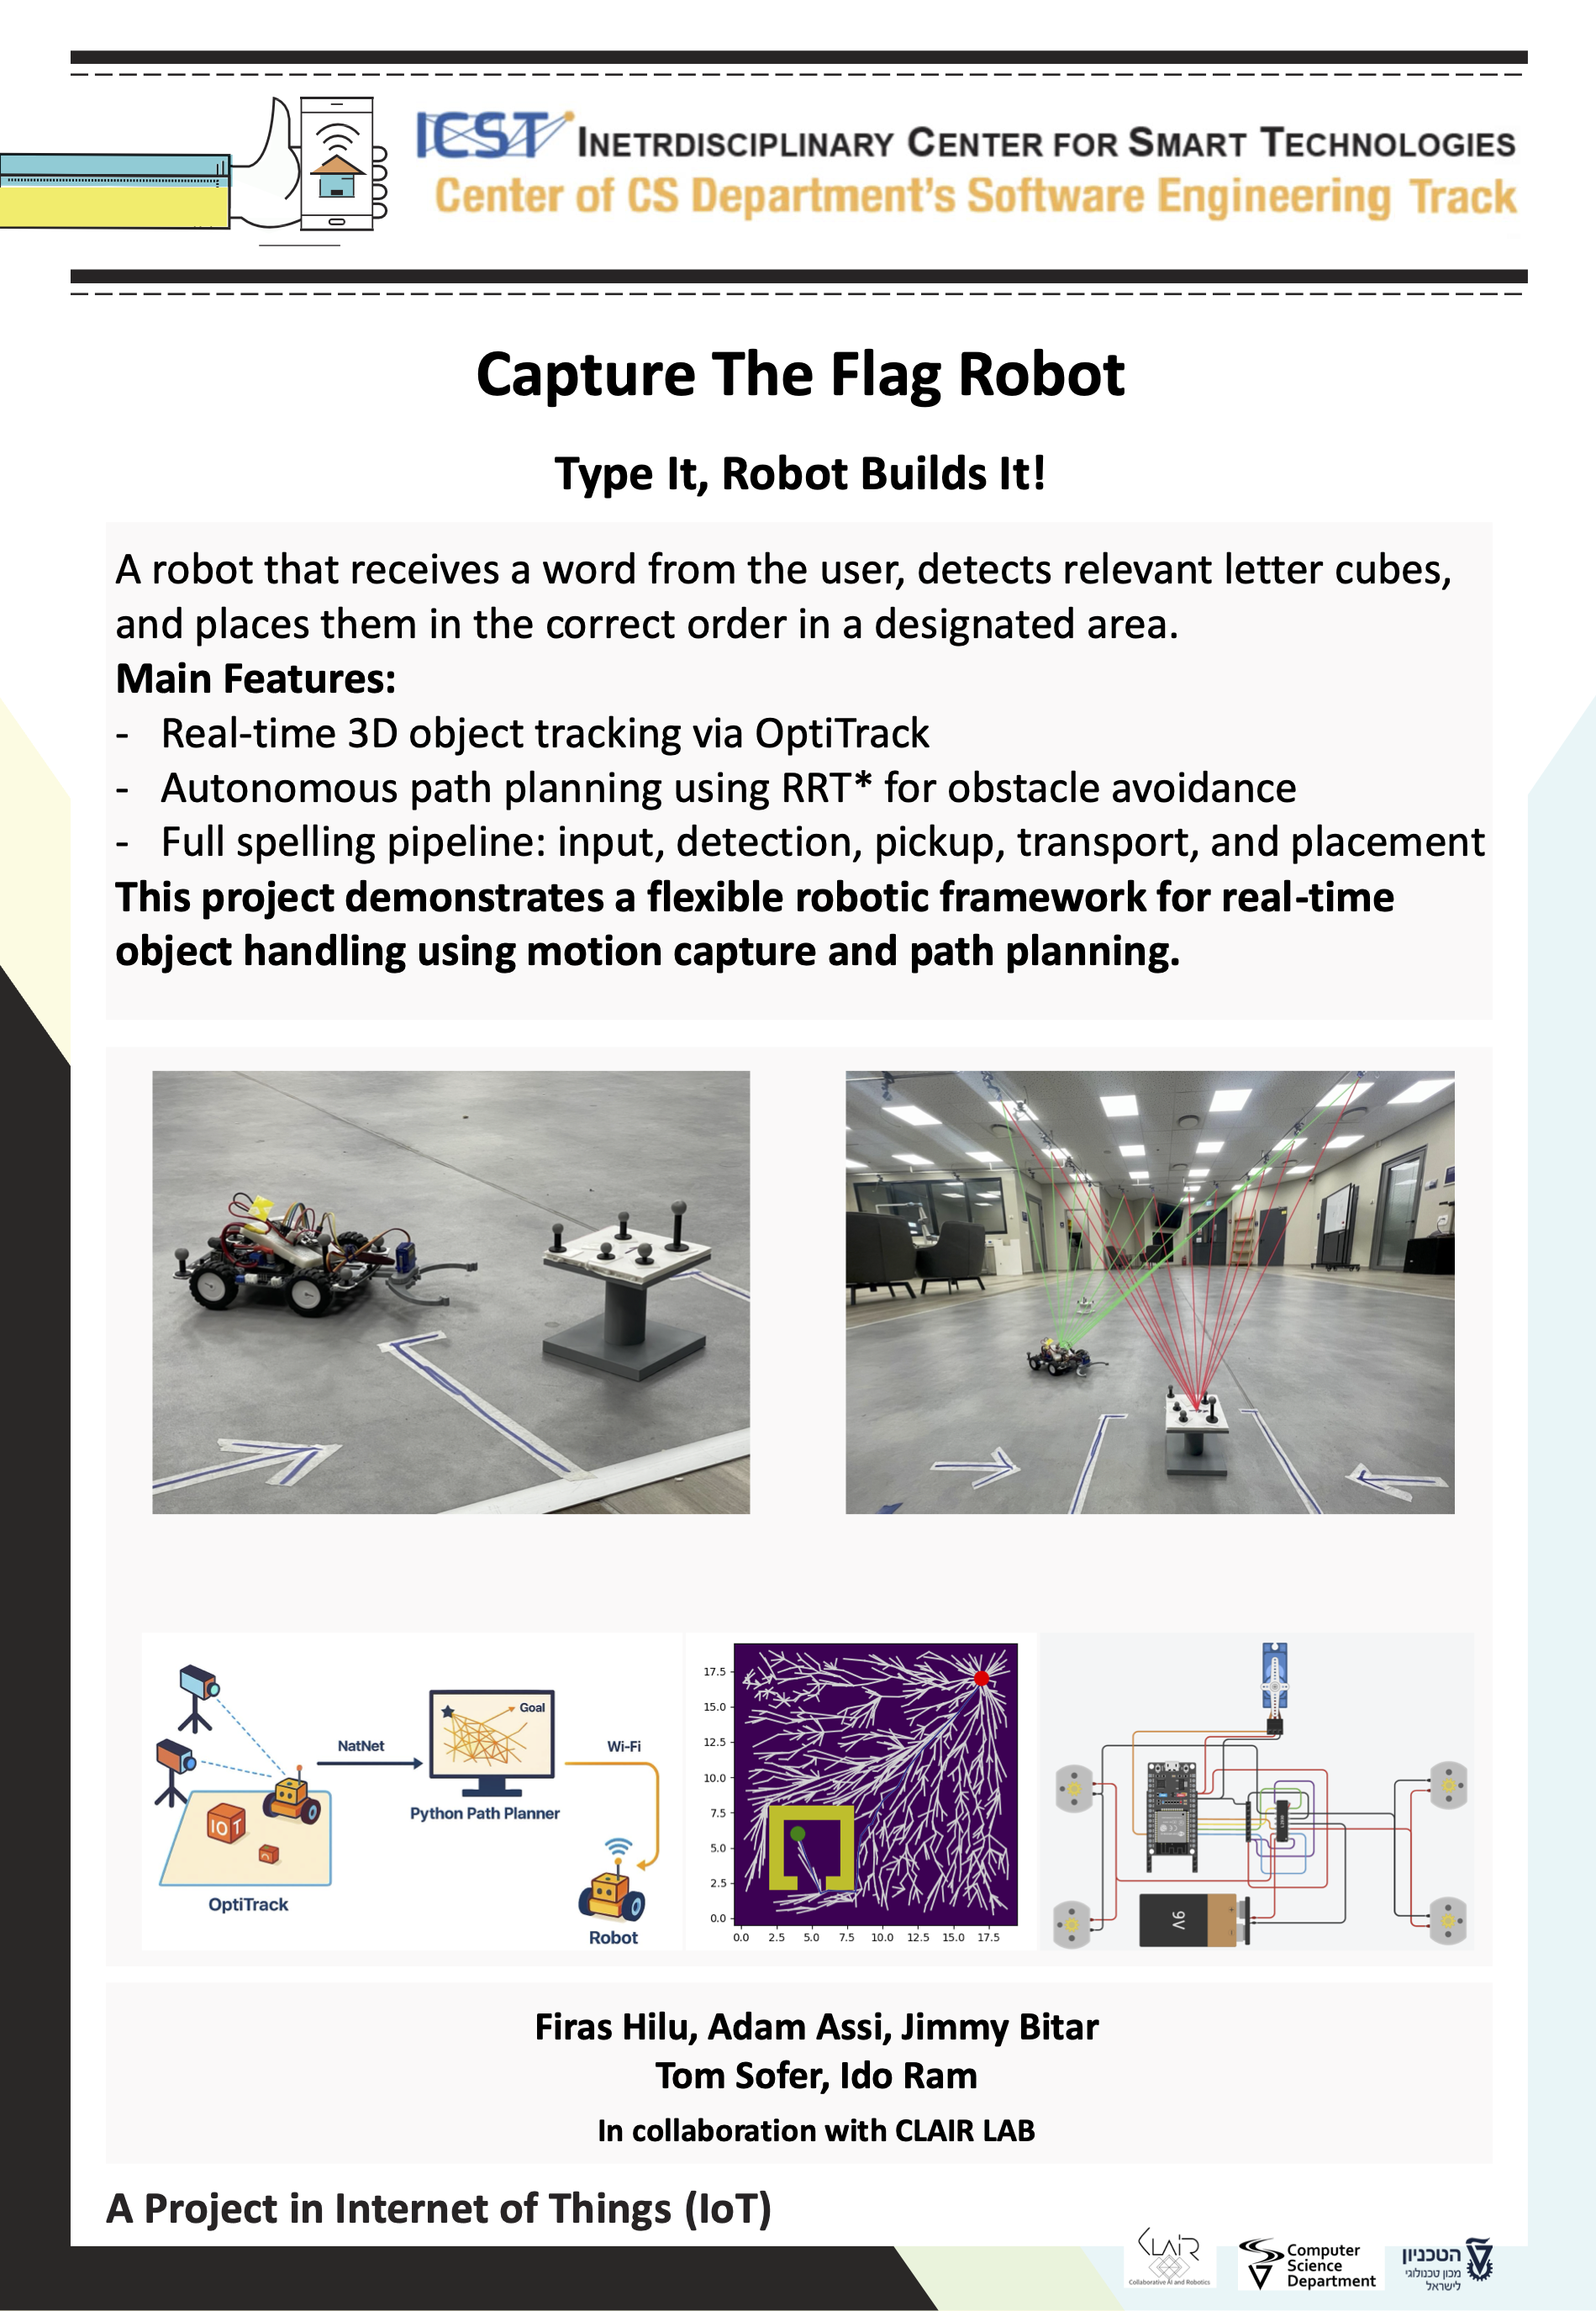 ICST INETRDISCIPLINARY CENTER FOR SMART TECHNOLOGIES
Center of CS Department's Software Engineering Track
Capture The Flag Robot
Type It, Robot Builds It!
A robot that receives a word from the user, detects relevant letter cubes,
and places them in the correct order in a designated area.
Main Features:
- Real-time 3D object tracking via OptiTrack
- Autonomous path planning using RRT* for obstacle avoidance
- Full spelling pipeline: input, detection, pickup, transport, and placement
This project demonstrates a flexible robotic framework for real-time
object handling using motion capture and path planning.
NatNet
Goal
Wi-Fi
Python Path Planner
IOT
OptiTrack
Robot
17.5
15.0
12.5
10.0
7.5
5.0
2.5
0.0
0.0 2.5 5.0 7.5 10.0 12.5 15.0 17.5
9V
Firas Hilu, Adam Assi, Jimmy Bitar
Tom Sofer, Ido Ram
In collaboration with CLAIR LAB
A Project in Internet of Things (IoT)
CLAIR
Collaborative AI and Robotics
Computer
Science
Department
הטכניון
מכון טכנולוגי
לישראל